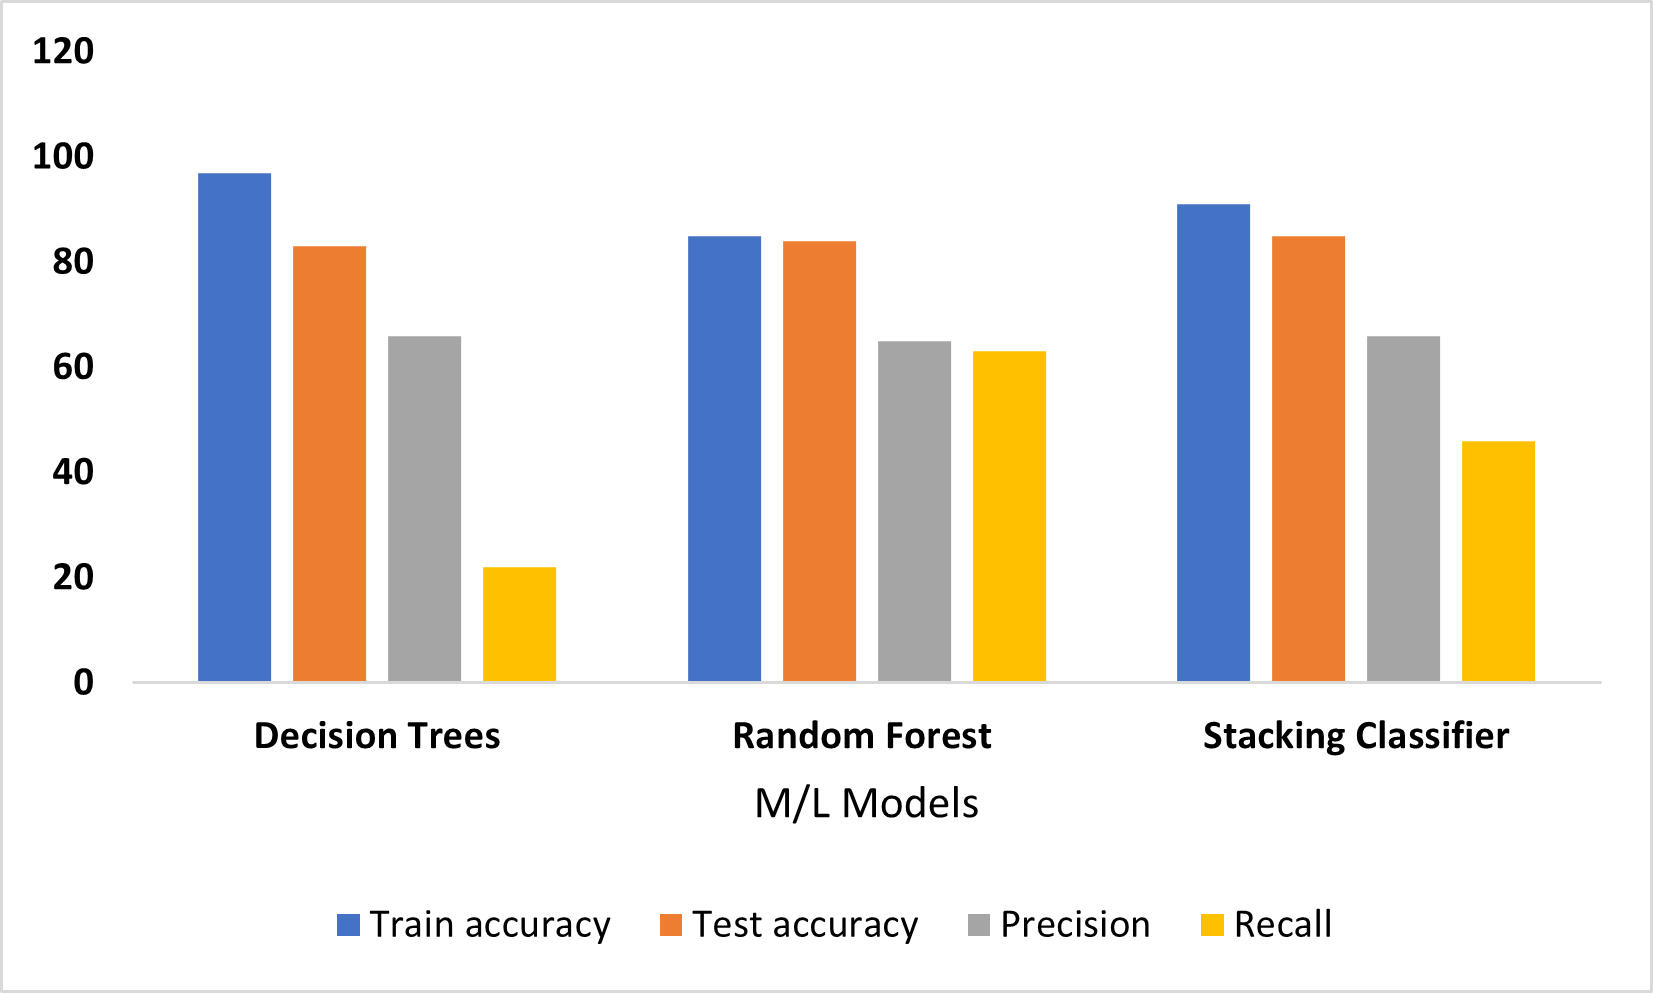 120
100
80
60
40
20
0
Decision Trees Random Forest Stacking Classifier
M/L Models
Train accuracy Test accuracy Precision Recall